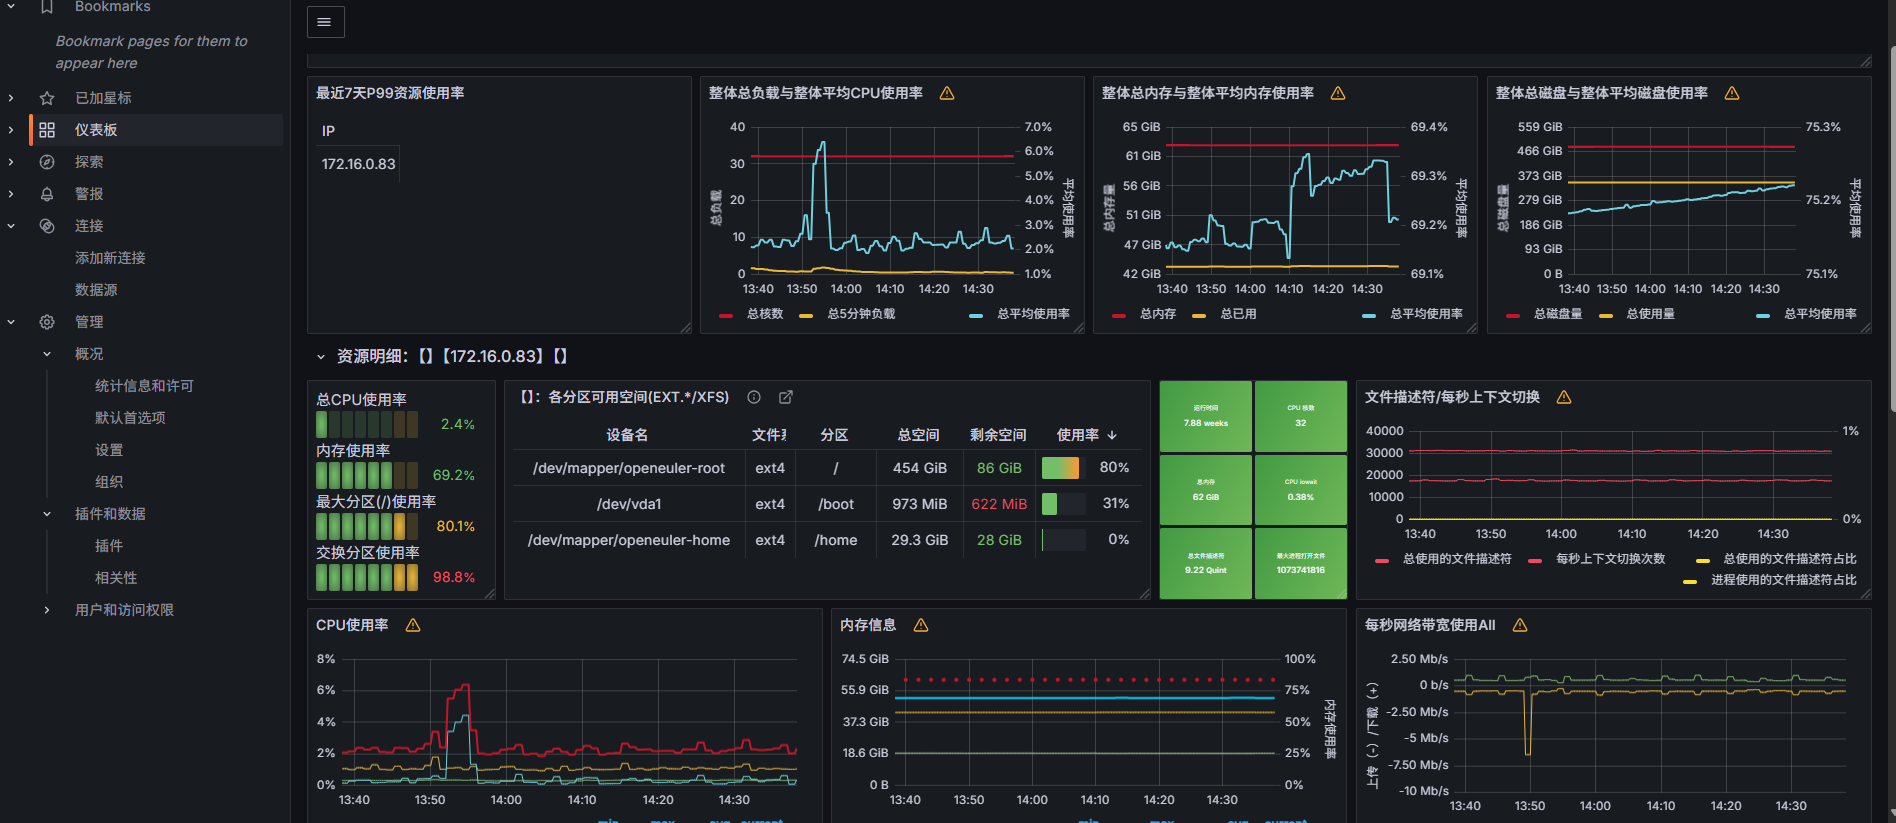 Bookmarks
Bookmark pages for them to
appear here
已加星标
仪表板
探索
警报
连接
添加新连接
数据源
管理
概况
统计信息和许可
默认首选项
设置
组织
插件和数据
插件
相关性
用户和访问权限
最近7天P99资源使用率
IP
172.16.0.83
整体总负载与整体平均CPU使用率
40
30
20
10
0
总负载
7.0%
6.0%
5.0%
4.0%
3.0%
2.0%
1.0%
平均使用率
13:40 13:50 14:00 14:10 14:20 14:30
总核数 总5分钟负载 总平均使用率
整体总内存与整体平均内存使用率
65 GiB
61 GiB
56 GiB
51 GiB
47 GiB
42 GiB
总内存量
69.4%
69.3%
69.2%
69.1%
平均使用率
13:40 13:50 14:00 14:10 14:20 14:30
总内存 总已用 总平均使用率
整体总磁盘与整体平均磁盘使用率
559 GiB
466 GiB
373 GiB
279 GiB
186 GiB
93 GiB
0 B
总磁盘量
75.3%
75.2%
75.1%
平均使用率
13:40 13:50 14:00 14:10 14:20 14:30
总磁盘量 总使用量 总平均使用率
资源明细：【】【172.16.0.83】【】
总CPU使用率
2.4%
内存使用率
69.2%
最大分区(/)使用率
80.1%
交换分区使用率
98.8%
【】：各分区可用空间(EXT.*/XFS)
设备名 文件系 分区 总空间 剩余空间 使用率
/dev/mapper/openeuler-root ext4 / 454 GiB 86 GiB 80%
/dev/vda1 ext4 /boot 973 MiB 622 MiB 31%
/dev/mapper/openeuler-home ext4 /home 29.3 GiB 28 GiB 0%
运行时间
7.88 weeks
CPU 核数
32
总内存
62 GiB
CPU iowait
0.38%
总文件描述符
9.22 Quint
最大进程打开文件
1073741816
文件描述符/每秒上下文切换
40000
30000
20000
10000
0
1%
0%
13:40 13:50 14:00 14:10 14:20 14:30
总使用的文件描述符 每秒上下文切换次数 总使用的文件描述符占比
进程使用的文件描述符占比
CPU使用率
8%
6%
4%
2%
0%
13:40 13:50 14:00 14:10 14:20 14:30
min max avg current
内存信息
74.5 GiB
55.9 GiB
37.3 GiB
18.6 GiB
0 B
100%
75%
50%
25%
0%
内存使用率
13:40 13:50 14:00 14:10 14:20 14:30
min max avg current
每秒网络带宽使用All
2.50 Mb/s
0 b/s
-2.50 Mb/s
-5 Mb/s
-7.50 Mb/s
-10 Mb/s
上传（-）/下载（+）
13:40 13:50 14:00 14:10 14:20 14:30